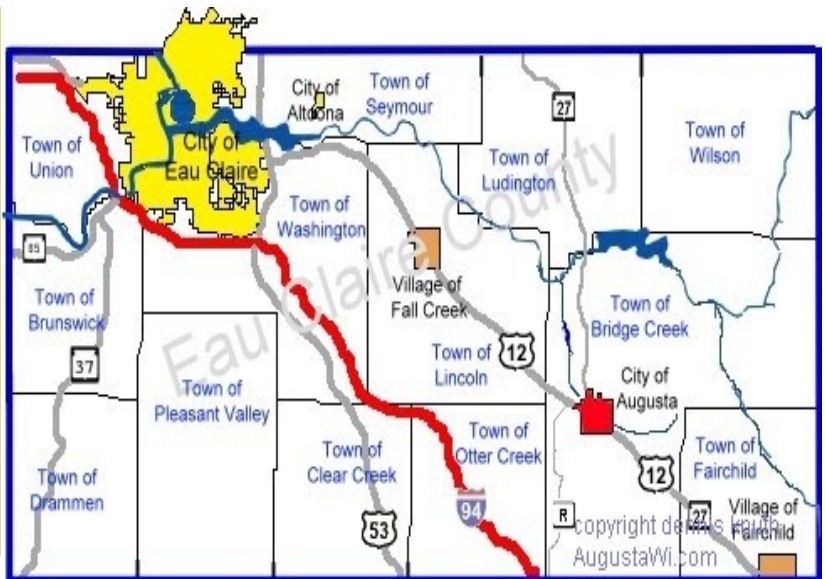 City of
Altoona
Town of
Seymour
27
Town of
Wilson
Town of
Union
City of
Eau Claire
Town of
Ludington
Town of
Washington
85
Eau Claire County
Village of
Fall Creek
Town of
Brunswick
Town of
Bridge Creek
12
37
Town of
Lincoln
City of
Augusta
Town of
Pleasant Valley
Town of
Drammen
Town of
Clear Creek
Town of
Otter Creek
Town of
Fairchild
12
94
53
R
27
Village of
Fairchild
copyright dennis
AugustaWi.com